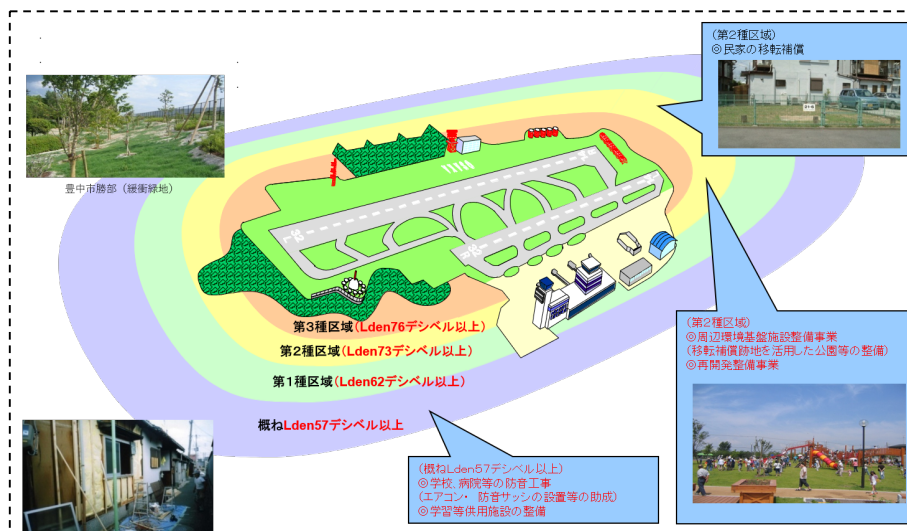 (第2種区域)
◎民家の移転補償
豊中市勝部（緩衝緑地）
第3種区域(Lden76デシベル以上)
第2種区域(Lden73デシベル以上)
第1種区域(Lden62デシベル以上)
概ねLden57デシベル以上
(第2種区域)
◎周辺環境基盤施設整備事業
(移転補償跡地を活用した公園等の整備)
◎再開発整備事業
(概ねLden57デシベル以上)
◎学校、病院等の防音工事
(エアコン・ 防音サッシの設置等の助成)
◎学習等供用施設の整備